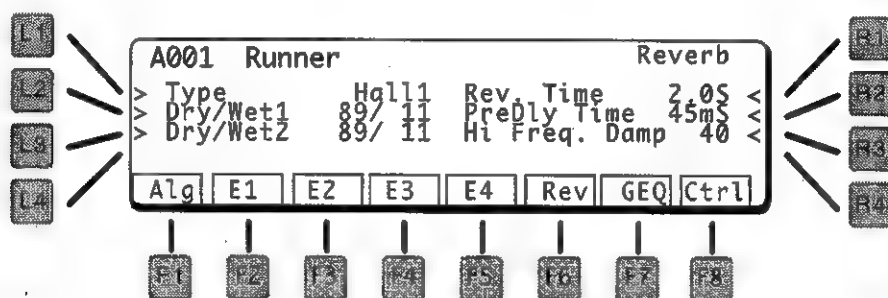 L1 R1
A001 Runner Reverb
L2 > Type Hall1 Rev. Time 2.0S < R2
> Dry/Wet1 89/ 11 PreDly Time 45mS <
L3 > Dry/Wet2 89/ 11 Hi Freq. Damp 40 < R3
L4 Alg E1 E2 E3 E4 Rev GEQ Ctrl R4
F1 F2 F3 F4 F5 F6 F7 F8